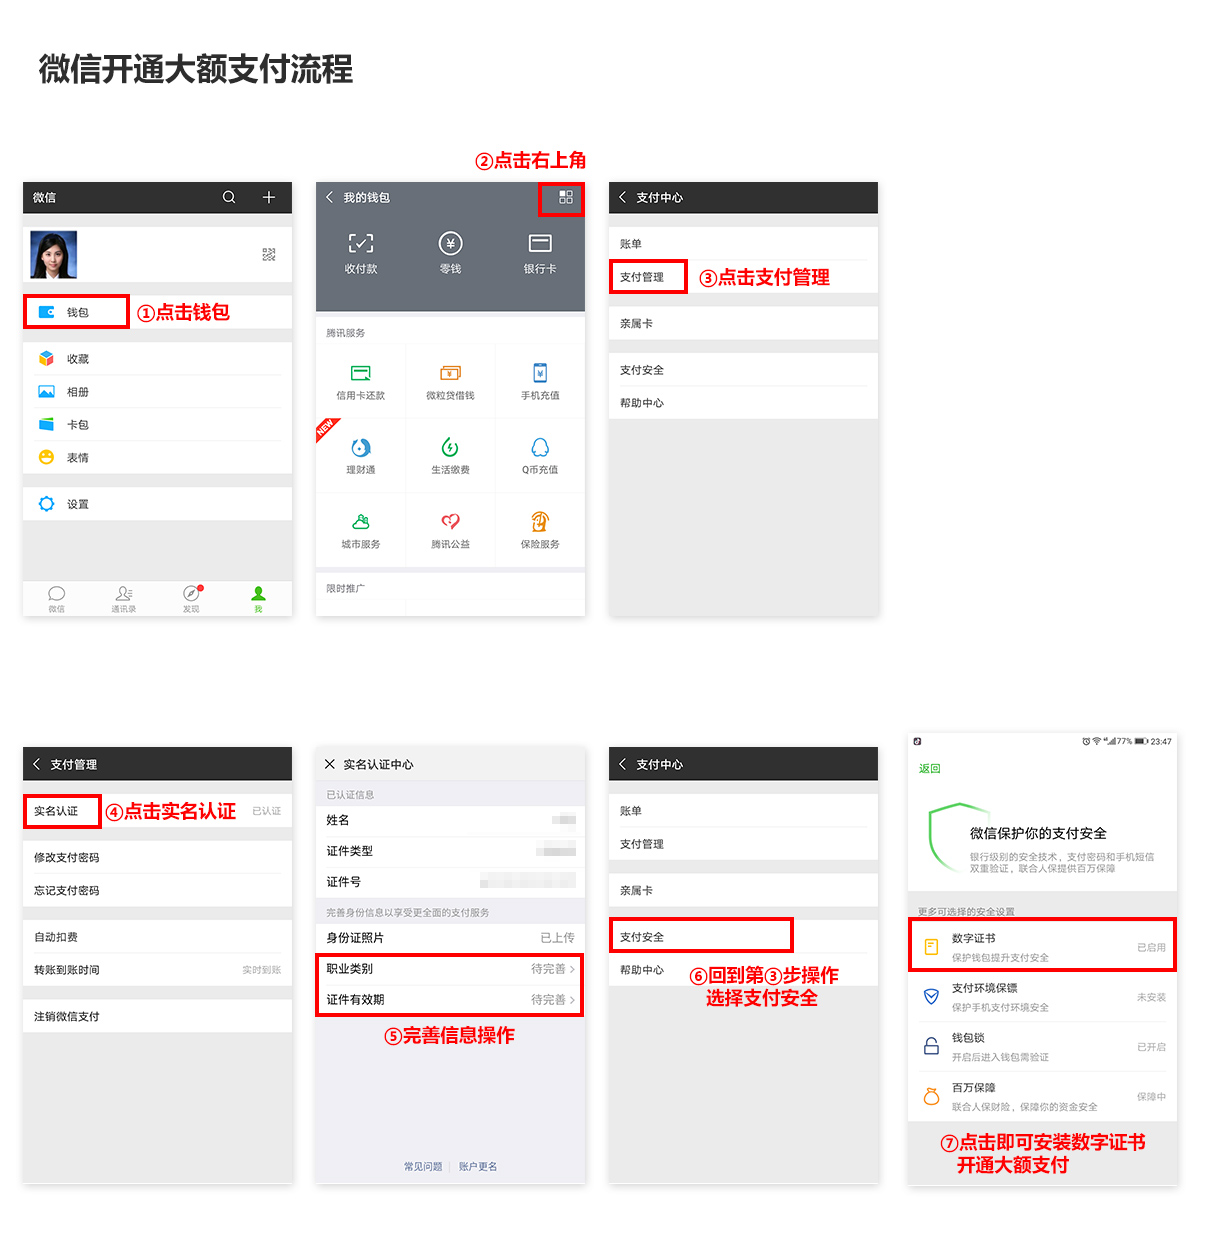 微信开通大额支付流程
②点击右上角
微信
钱包
①点击钱包
收藏
相册
卡包
表情
设置
微信
通讯录
发现
我
我的钱包
收付款
零钱
银行卡
腾讯服务
信用卡还款
微粒贷借钱
手机充值
NEW
理财通
生活缴费
Q币充值
城市服务
腾讯公益
保险服务
限时推广
支付中心
账单
支付管理
③点击支付管理
亲属卡
支付安全
帮助中心
支付管理
实名认证
④点击实名认证
已认证
修改支付密码
忘记支付密码
自动扣费
转账到账时间
实时到账
注销微信支付
实名认证中心
已认证信息
姓名
证件类型
证件号
完善身份信息以享受更全面的支付服务
身份证照片
已上传
职业类别
待完善
证件有效期
待完善
⑤完善信息操作
常见问题
账户更名
支付中心
账单
支付管理
亲属卡
支付安全
帮助中心
⑥回到第③步操作
选择支付安全
77%
23:47
返回
微信保护你的支付安全
银行级别的安全技术，支付密码和手机短信
双重验证，联合人保提供百万保障
更多可选择的安全设置
数字证书
保护钱包提升支付安全
已启用
支付环境保镖
保护手机支付环境安全
未安装
钱包锁
开启后进入钱包需验证
已开启
百万保障
联合人保财险，保障你的资金安全
保障中
⑦点击即可安装数字证书
开通大额支付